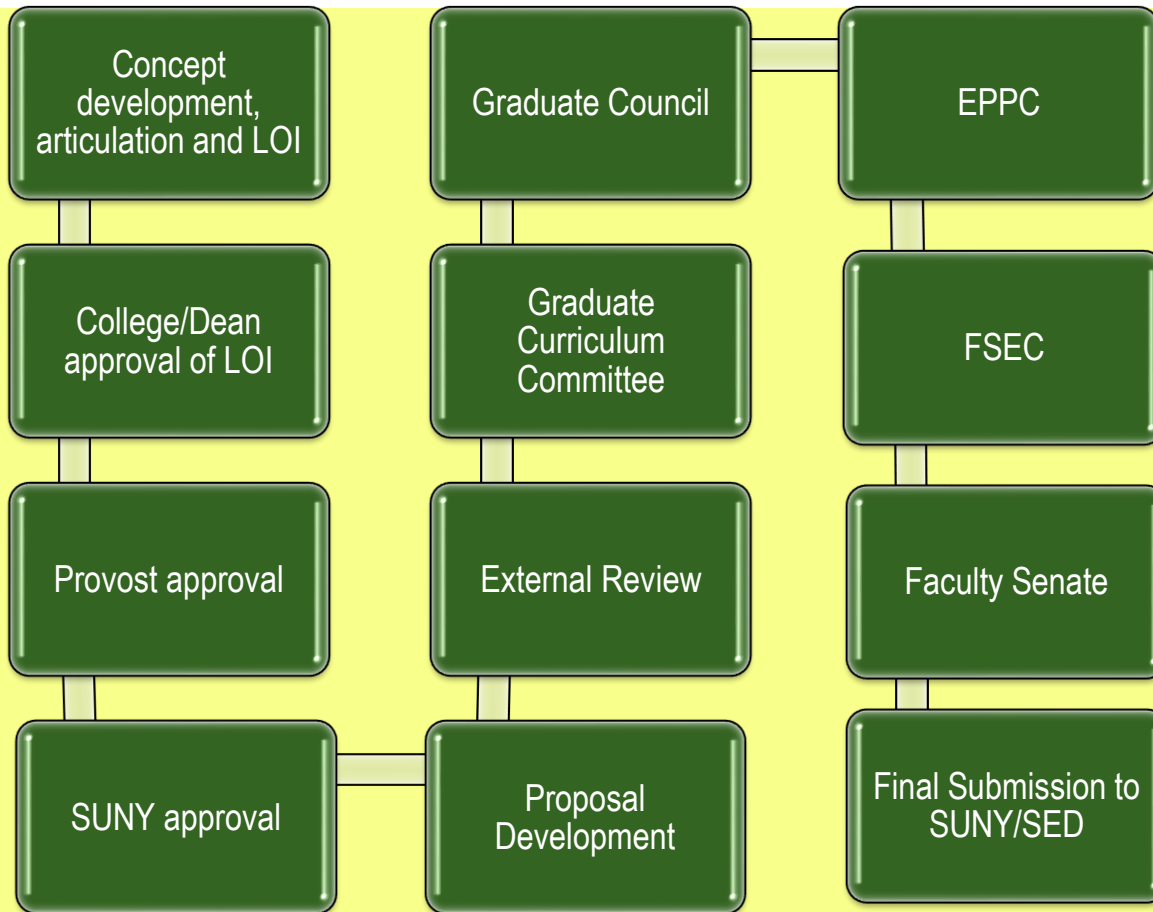 Concept
development,
articulation and LOI
College/Dean
approval of LOI
Provost approval
SUNY approval
Proposal
Development
External Review
Graduate
Curriculum
Committee
Graduate Council
EPPC
FSEC
Faculty Senate
Final Submission to
SUNY/SED